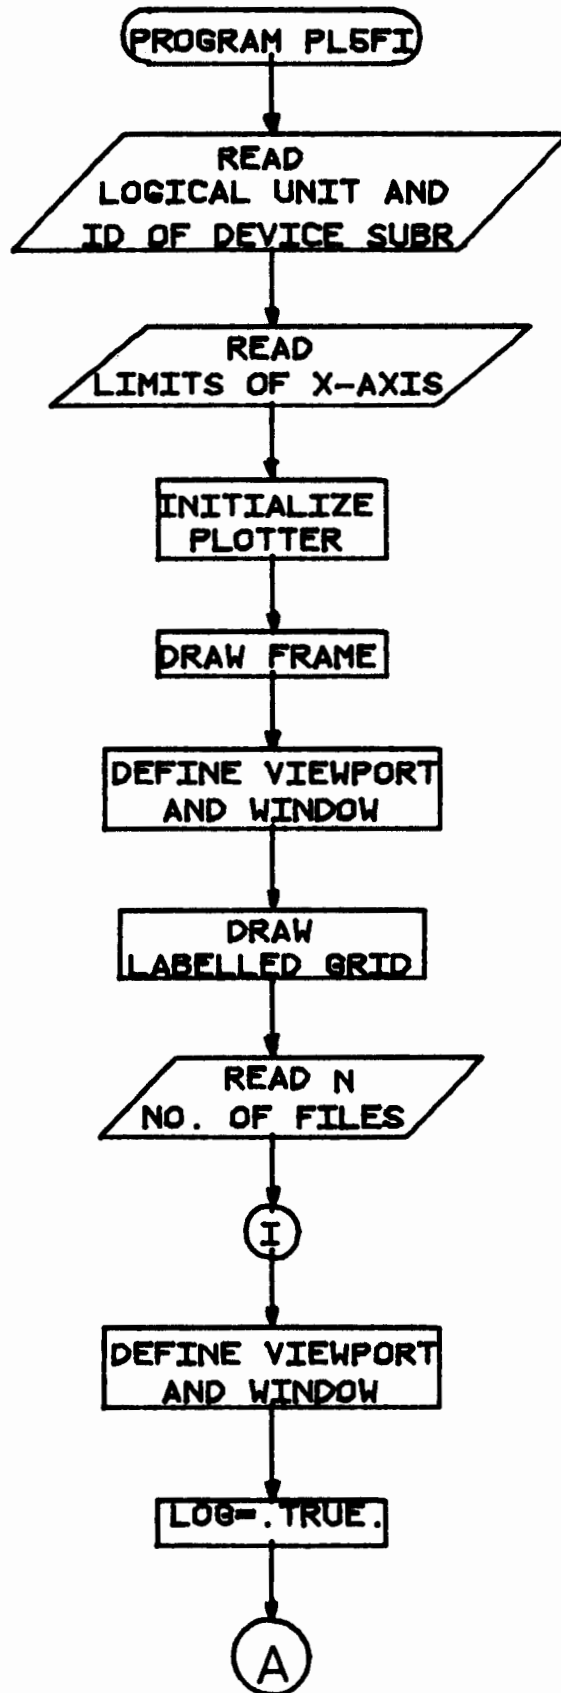 PROGRAM PL5FI
READ
LOGICAL UNIT AND
ID OF DEVICE SUBR
READ
LIMITS OF X-AXIS
INITIALIZE
PLOTTER
DRAW FRAME
DEFINE VIEWPORT
AND WINDOW
DRAW
LABELLED GRID
READ N
NO. OF FILES
I
DEFINE VIEWPORT
AND WINDOW
LOG=.TRUE.
A